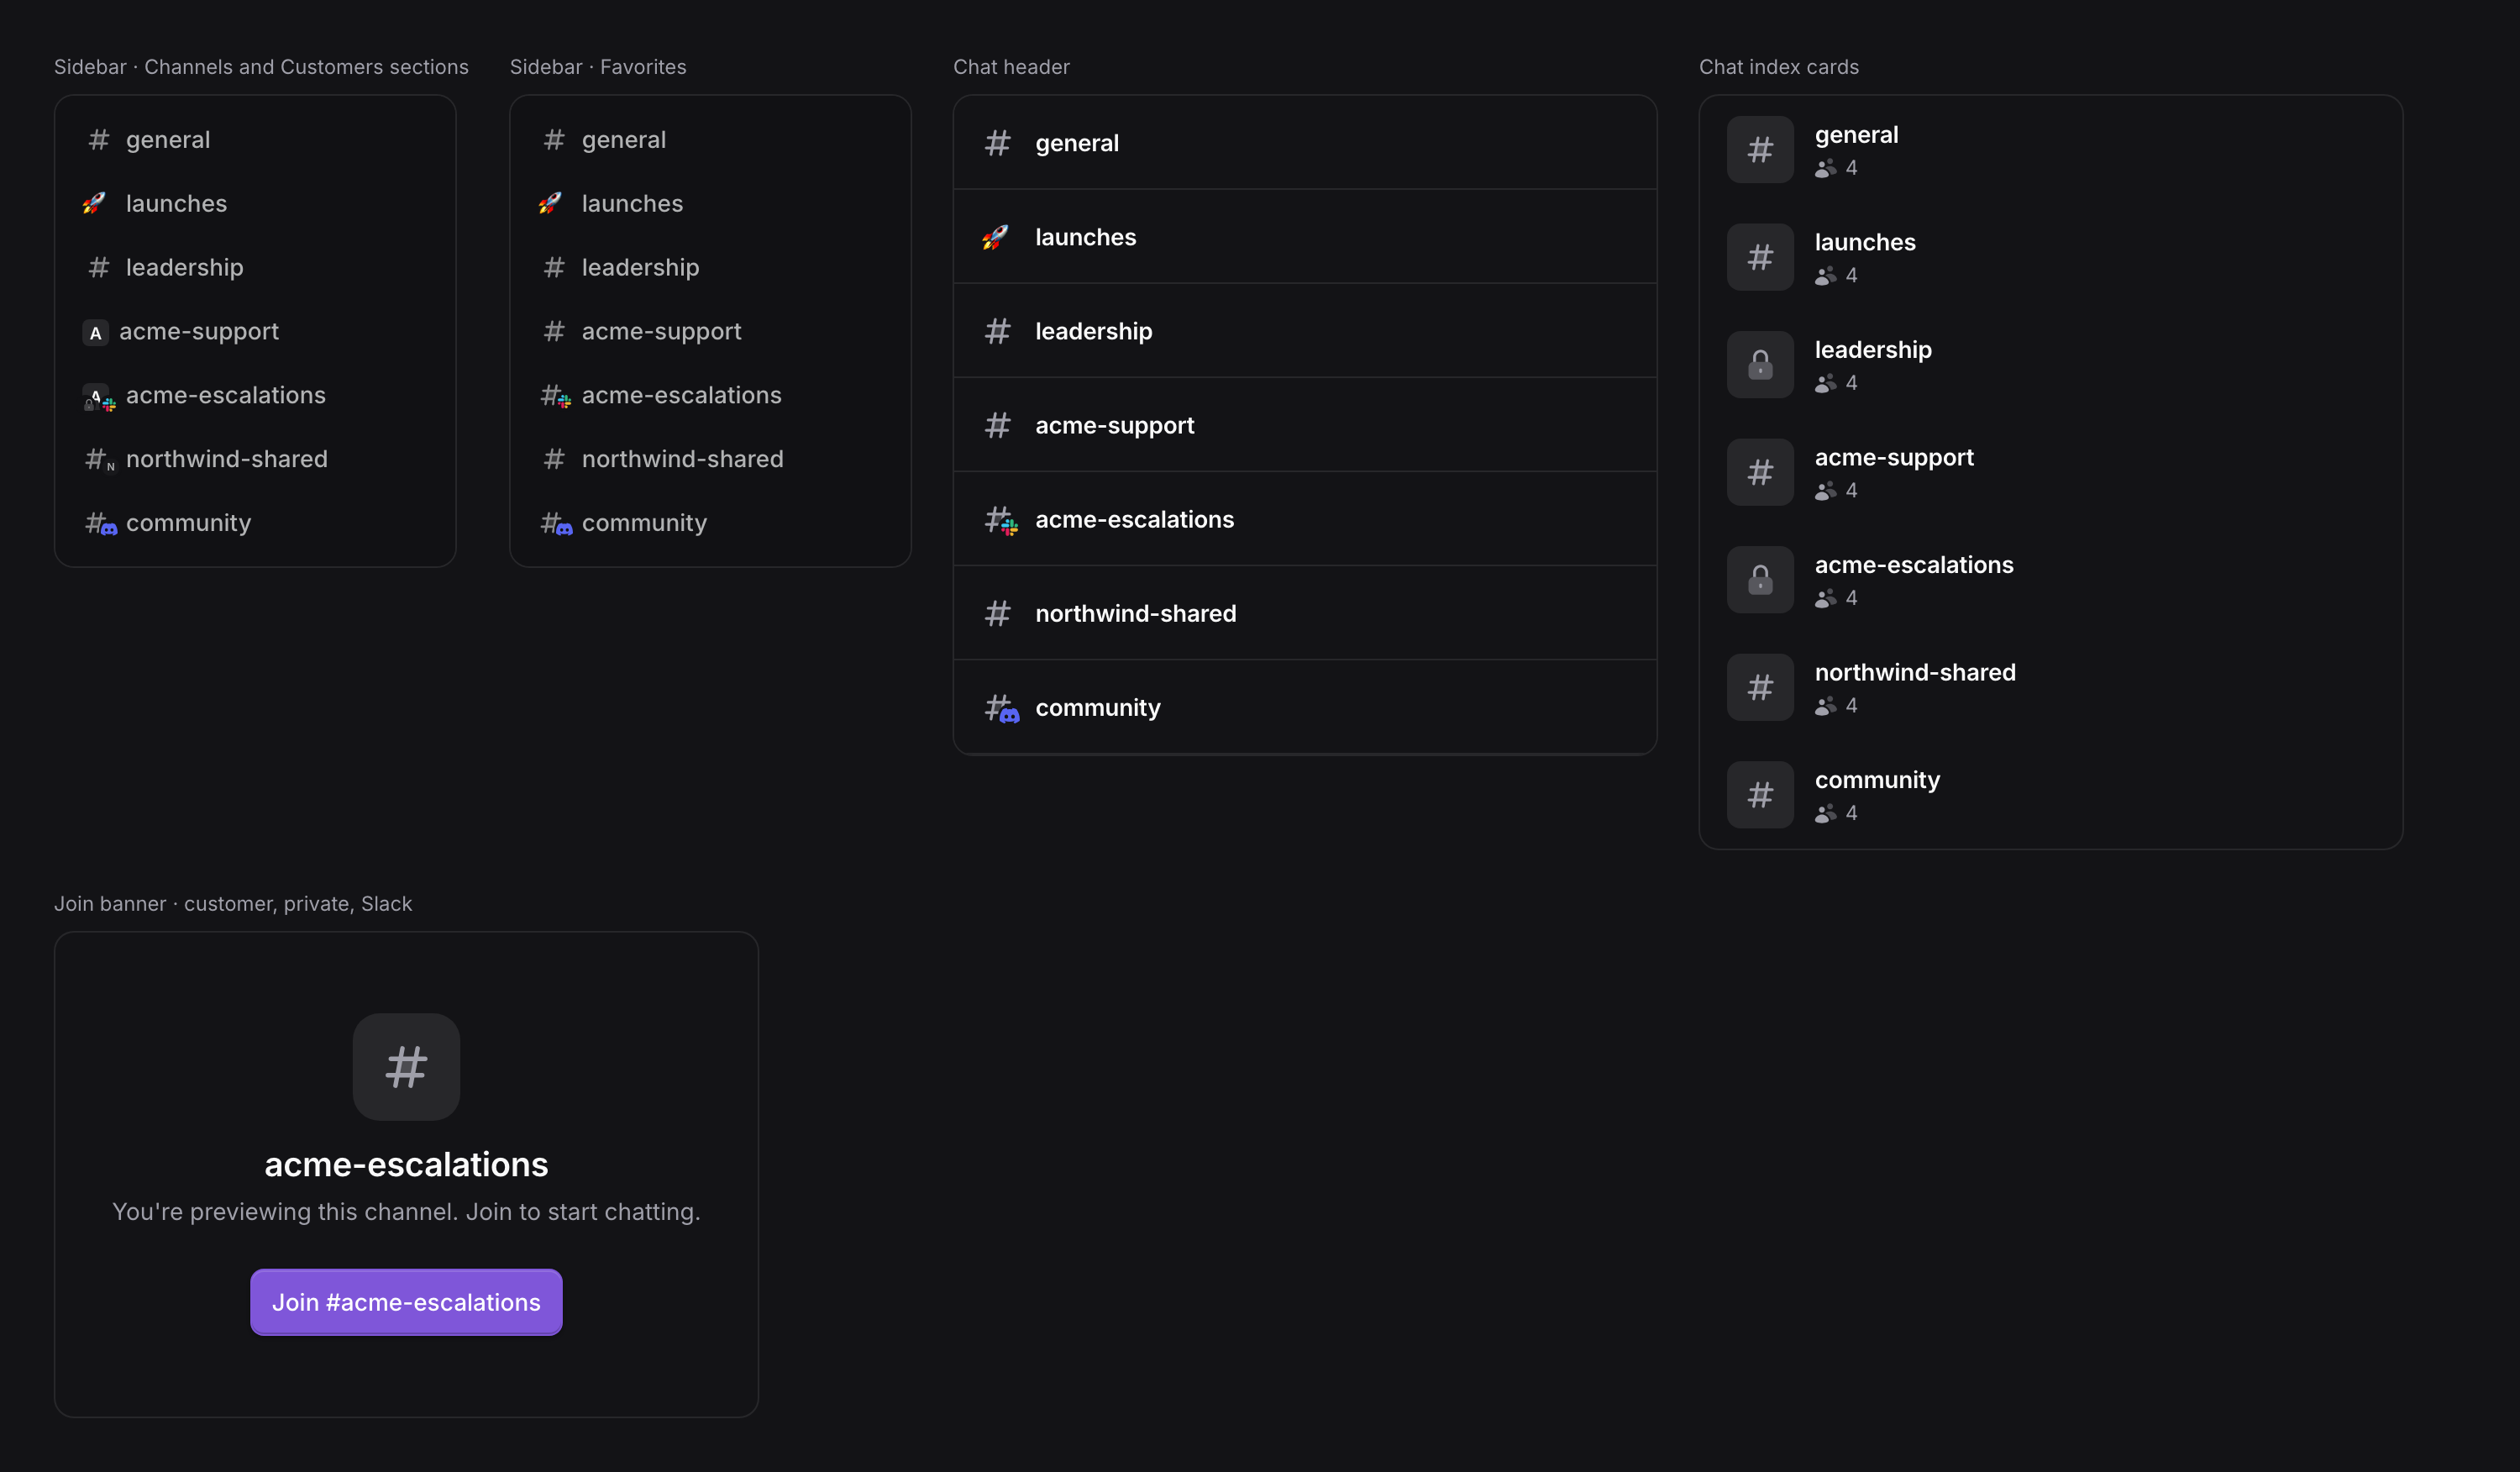 Sidebar · Channels and Customers sections
general
launches
leadership
A acme-support
A acme-escalations
N northwind-shared
community
Sidebar · Favorites
general
launches
leadership
acme-support
acme-escalations
northwind-shared
community
Chat header
general
launches
leadership
acme-support
acme-escalations
northwind-shared
community
Chat index cards
general
4
launches
4
leadership
4
acme-support
4
acme-escalations
4
northwind-shared
4
community
4
Join banner · customer, private, Slack
acme-escalations
You're previewing this channel. Join to start chatting.
Join #acme-escalations